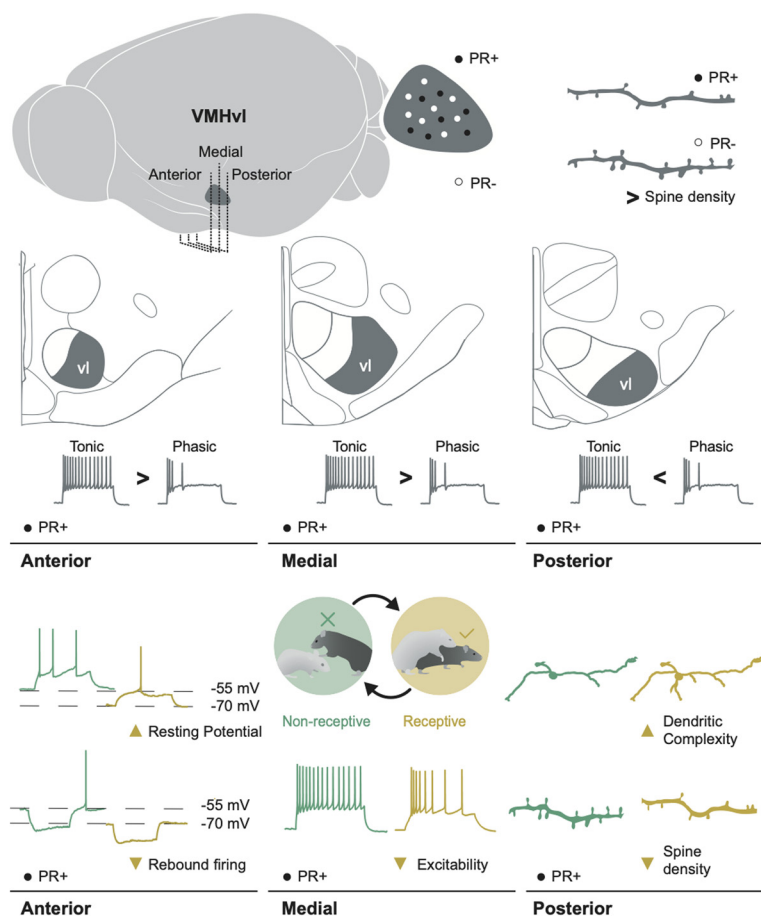 PR+
VMHvl
Medial
Anterior
Posterior
PR-
PR+
PR-
> Spine density
vl
vl
vl
Tonic
Phasic
>
PR+
Anterior
Tonic
Phasic
>
PR+
Medial
Tonic
Phasic
<
PR+
Posterior
-55 mV
-70 mV
▲ Resting Potential
-55 mV
-70 mV
▼ Rebound firing
PR+
Anterior
Non-receptive
Receptive
▼ Excitability
PR+
Medial
▲ Dendritic
Complexity
▼ Spine
density
PR+
Posterior